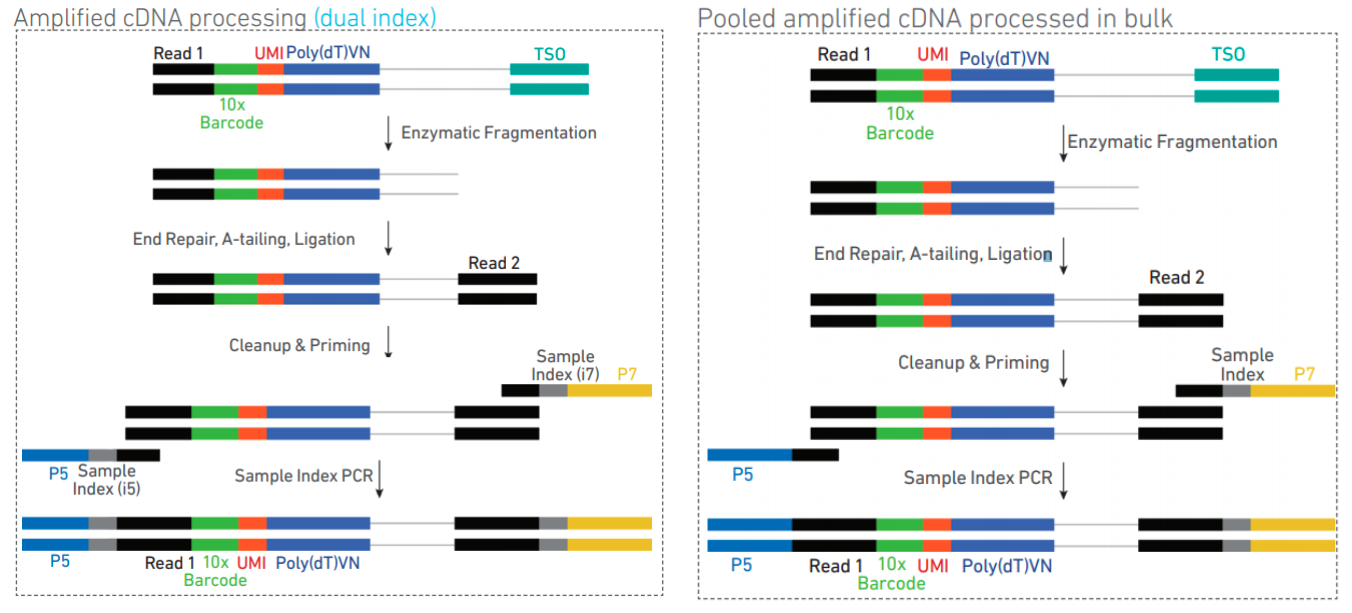 Amplified cDNA processing (dual index)
Read 1 UMI Poly(dT)VN TSO
10x
Barcode
Enzymatic Fragmentation
End Repair, A-tailing, Ligation
Read 2
Cleanup & Priming
Sample
Index (i7) P7
P5 Sample
Index (i5)
Sample Index PCR
P5 Read 1 10x UMI Poly(dT)VN
Barcode
Pooled amplified cDNA processed in bulk
Read 1 UMI Poly(dT)VN TSO
10x
Barcode
Enzymatic Fragmentation
End Repair, A-tailing, Ligation
Read 2
Cleanup & Priming
Sample
Index P7
P5
Sample Index PCR
P5 Read 1 10x UMI Poly(dT)VN
Barcode